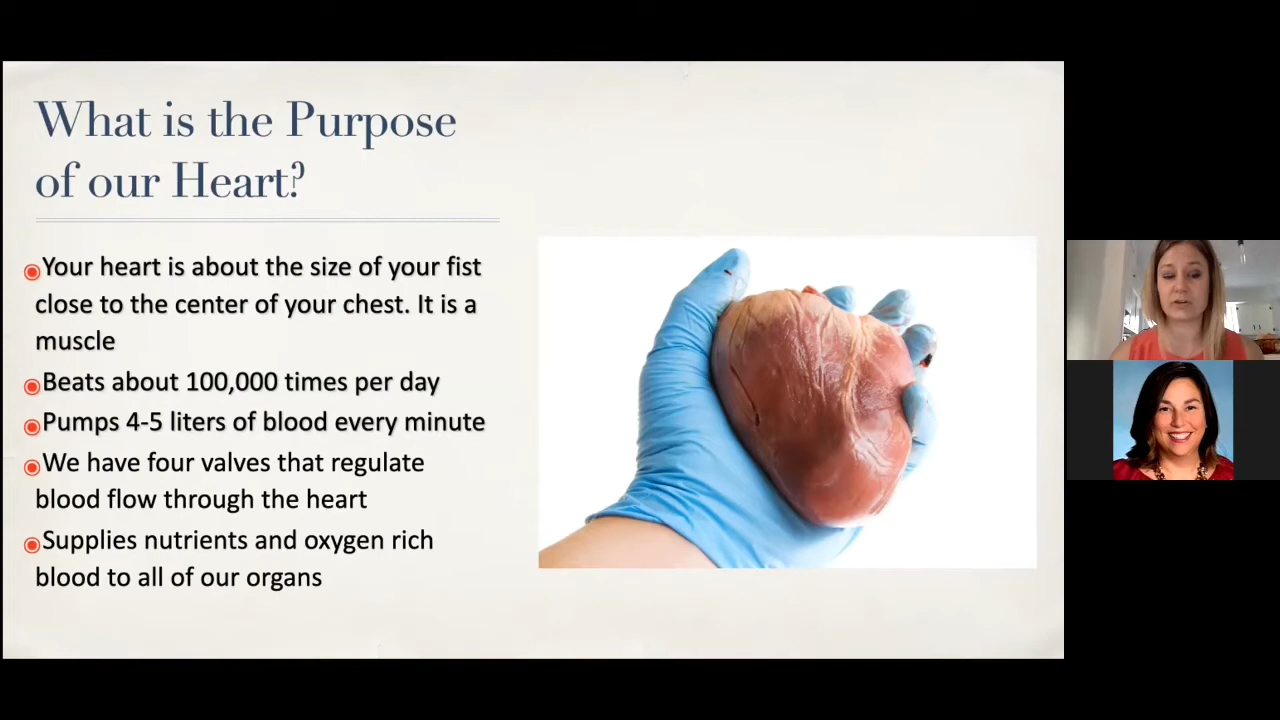 What is the Purpose
of our Heart?
Your heart is about the size of your fist
close to the center of your chest. It is a
muscle
Beats about 100,000 times per day
Pumps 4-5 liters of blood every minute
We have four valves that regulate
blood flow through the heart
Supplies nutrients and oxygen rich
blood to all of our organs